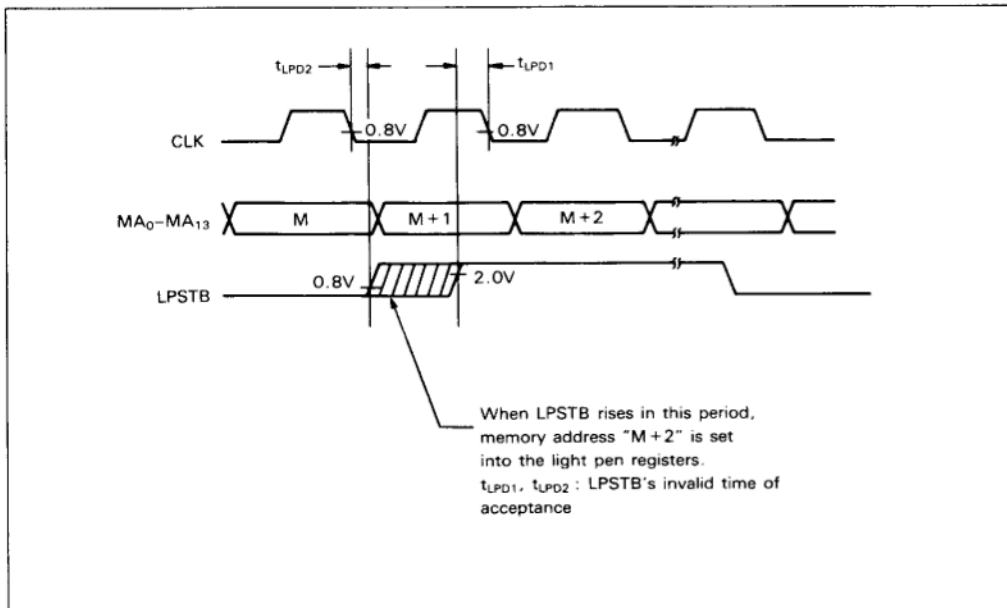 tLPD2
tLPD1
0.8V
0.8V
CLK
MA0–MA13
M
M+1
M+2
0.8V
2.0V
LPSTB
When LPSTB rises in this period,
memory address "M+2" is set
into the light pen registers.
tLPD1, tLPD2 : LPSTB's invalid time of
acceptance